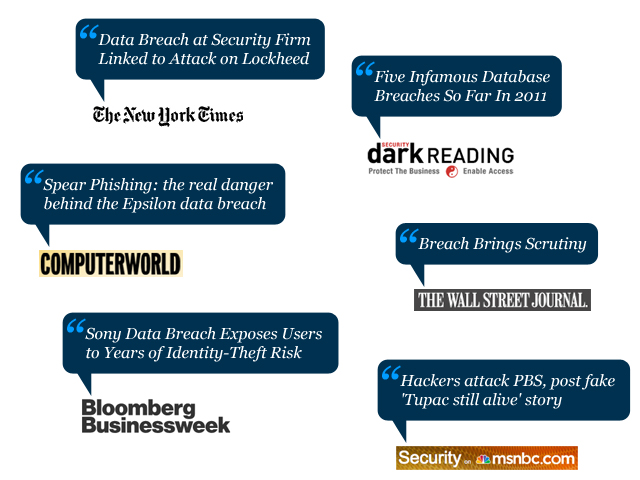 “Data Breach at Security Firm
Linked to Attack on Lockheed
The New York Times
“Five Infamous Database
Breaches So Far In 2011
SECURITY
dark READING
Protect The Business Enable Access
“Spear Phishing: the real danger
behind the Epsilon data breach
COMPUTERWORLD
“Breach Brings Scrutiny
THE WALL STREET JOURNAL.
“Sony Data Breach Exposes Users
to Years of Identity-Theft Risk
Bloomberg
Businessweek
“Hackers attack PBS, post fake
'Tupac still alive' story
Security on msnbc.com